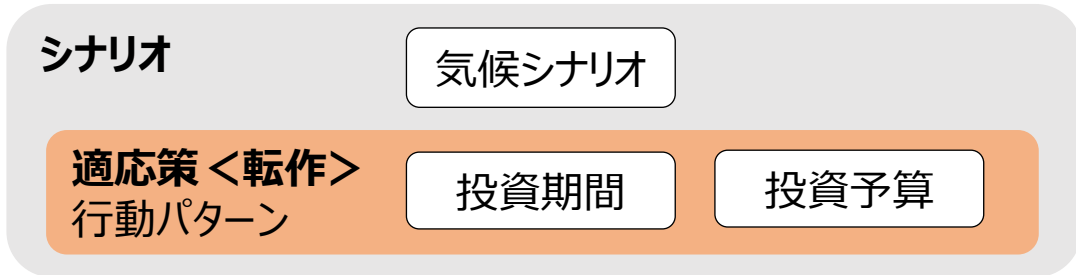 シナリオ
気候シナリオ
適応策<転作>
行動パターン
投資期間
投資予算